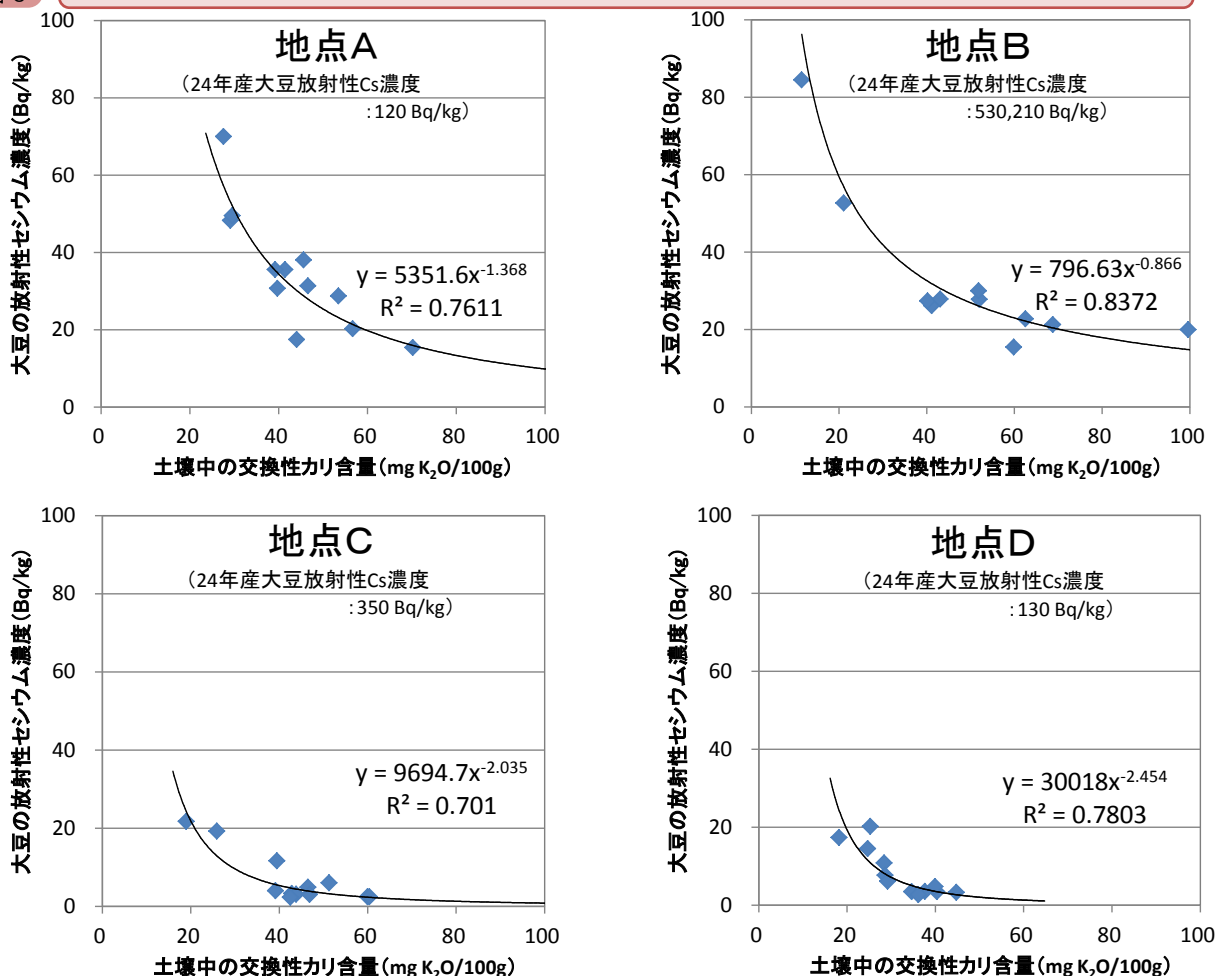 100
80
60
40
20
0
大豆の放射性セシウム濃度(Bq/kg)
地点A
(24年産大豆放射性Cs濃度
:120 Bq/kg)
y = 5351.6x-1.368
R² = 0.7611
0 20 40 60 80 100
土壌中の交換性カリ含量(mg K2O/100g)
100
80
60
40
20
0
大豆の放射性セシウム濃度(Bq/kg)
地点B
(24年産大豆放射性Cs濃度
:530,210 Bq/kg)
y = 796.63x-0.866
R² = 0.8372
0 20 40 60 80 100
土壌中の交換性カリ含量(mg K2O/100g)
100
80
60
40
20
0
大豆の放射性セシウム濃度(Bq/kg)
地点C
(24年産大豆放射性Cs濃度
:350 Bq/kg)
y = 9694.7x-2.035
R² = 0.701
0 20 40 60 80 100
土壌中の交換性カリ含量(mg K2O/100g)
100
80
60
40
20
0
大豆の放射性セシウム濃度(Bq/kg)
地点D
(24年産大豆放射性Cs濃度
:130 Bq/kg)
y = 30018x-2.454
R² = 0.7803
0 20 40 60 80 100
土壌中の交換性カリ含量(mg K2O/100g)